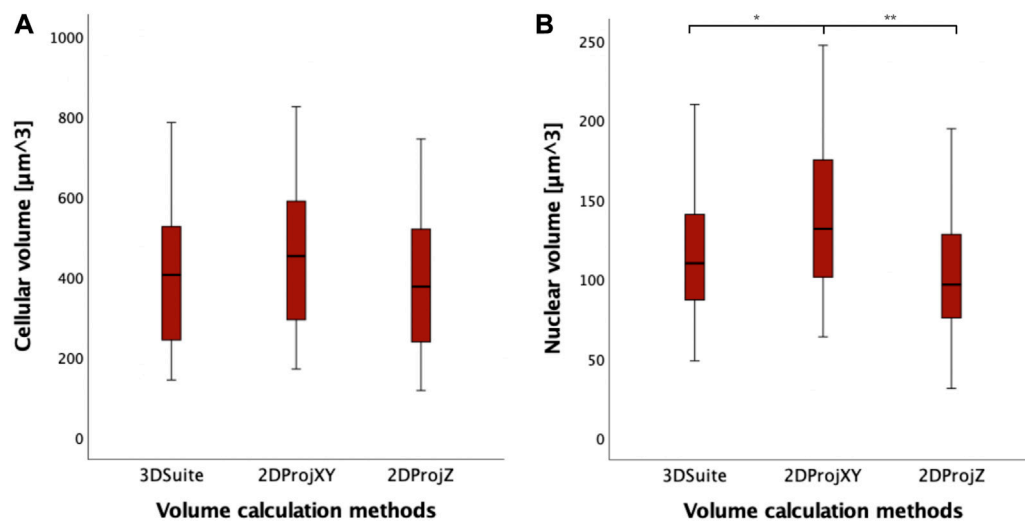 A
Cellular volume [µm^3]
1000
800
600
400
200
0
3DSuite 2DProjXY 2DProjZ
Volume calculation methods
B
* **
Nuclear volume [µm^3]
250
200
150
100
50
0
3DSuite 2DProjXY 2DProjZ
Volume calculation methods